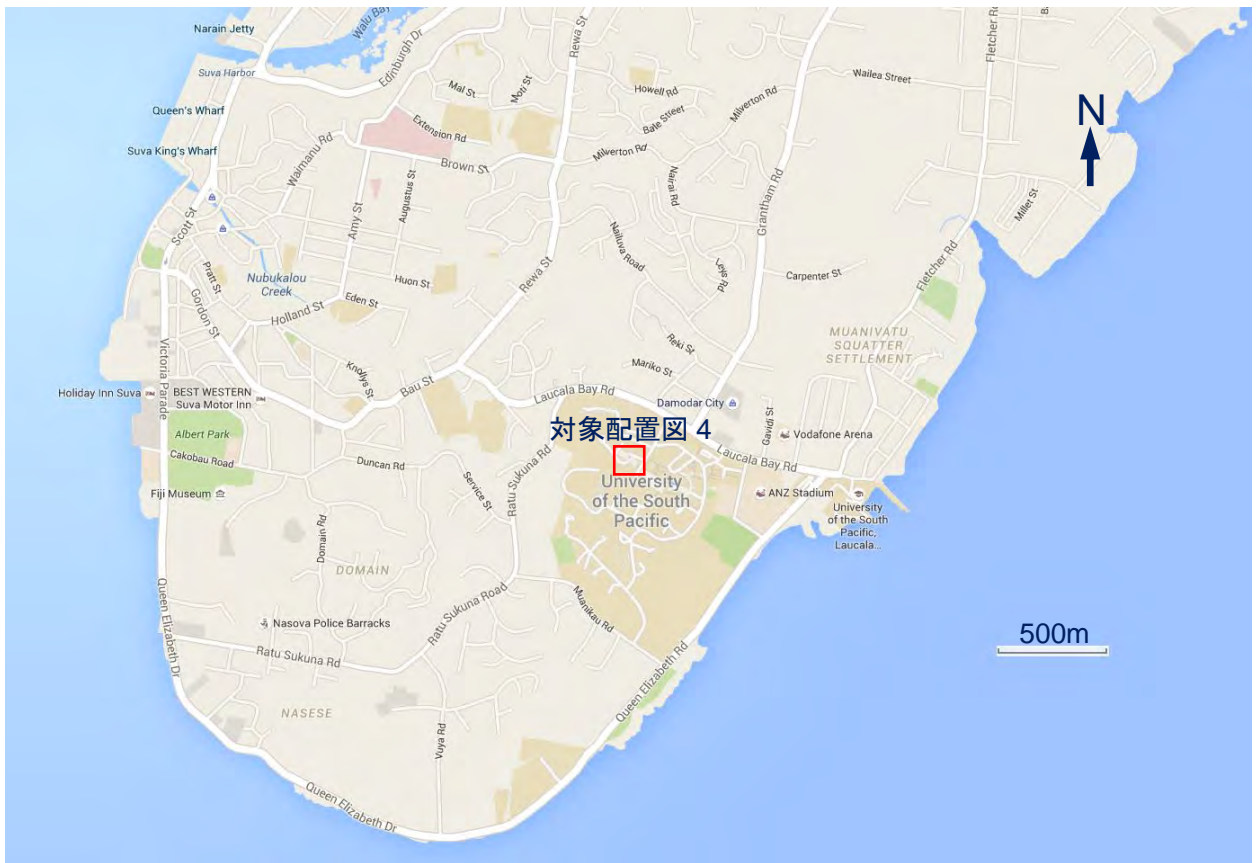 Narain Jetty
Walu Bay
Edinburgh Dr
Rewa St
Fletcher Rd
Suva Harbor
Mal St
Moti St
Howell Rd
Wailea Street
Queen's Wharf
Extension Rd
Bale Street
Milverton Rd
N
Suva King's Wharf
Waimanu Rd
Brown St
Milverton Rd
Augustus St
Nairai Rd
Grantham Rd
Millet St
Scott St
Amy St
Nailuva Road
Leys Rd
Fletcher Rd
Pratt St
Nubukalou
Creek
Huon St
Rewa St
Carpenter St
Gordon St
Eden St
Holland St
MUANIVATU
SQUATTER
SETTLEMENT
Reki St
Victoria Parade
Knollys St
Mariko St
Bau St
Holiday Inn Suva
BEST WESTERN
Suva Motor Inn
Laucala Bay Rd
Damodar City
Gavidi St
Albert Park
対象配置図 4
Vodafone Arena
Cakobau Road
Duncan Rd
Ratu Sukuna Rd
Laucala Bay Rd
Service St
University
of the South
Pacific
Fiji Museum
ANZ Stadium
University
of the South
Pacific,
Laucala...
Domain Rd
DOMAIN
Queen Elizabeth Dr
Muanikau Rd
Nasova Police Barracks
Ratu Sukuna Road
500m
Ratu Sukuna Rd
Queen Elizabeth Rd
NASESE
Vuya Rd
Queen Elizabeth Dr